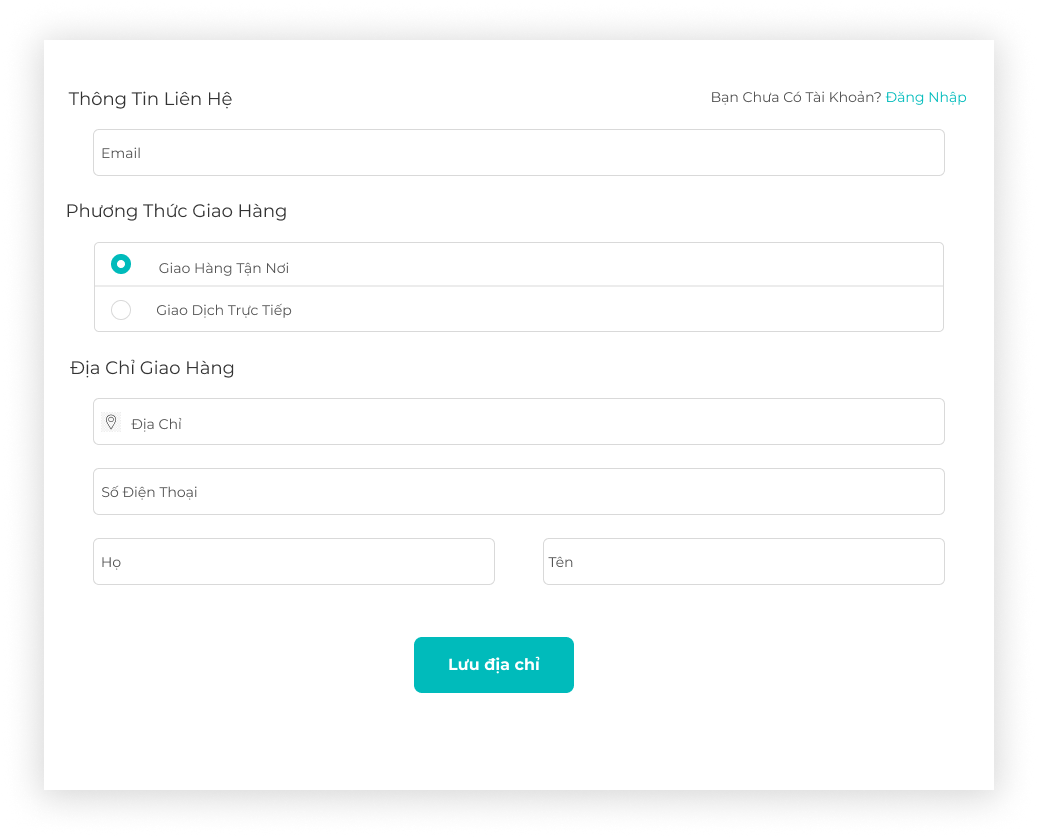 Thông Tin Liên Hệ
Bạn Chưa Có Tài Khoản? Đăng Nhập
Email
Phương Thức Giao Hàng
Giao Hàng Tận Nơi
Giao Dịch Trực Tiếp
Địa Chỉ Giao Hàng
Địa Chỉ
Số Điện Thoại
Họ
Tên
Lưu địa chỉ